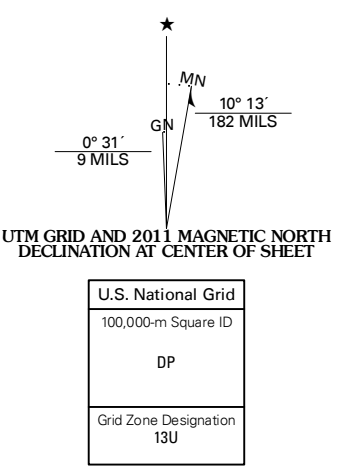 ★
MN
GN
10° 13´
182 MILS
0° 31´
9 MILS
UTM GRID AND 2011 MAGNETIC NORTH
DECLINATION AT CENTER OF SHEET
U.S. National Grid
100,000-m Square ID
DP
Grid Zone Designation
13U